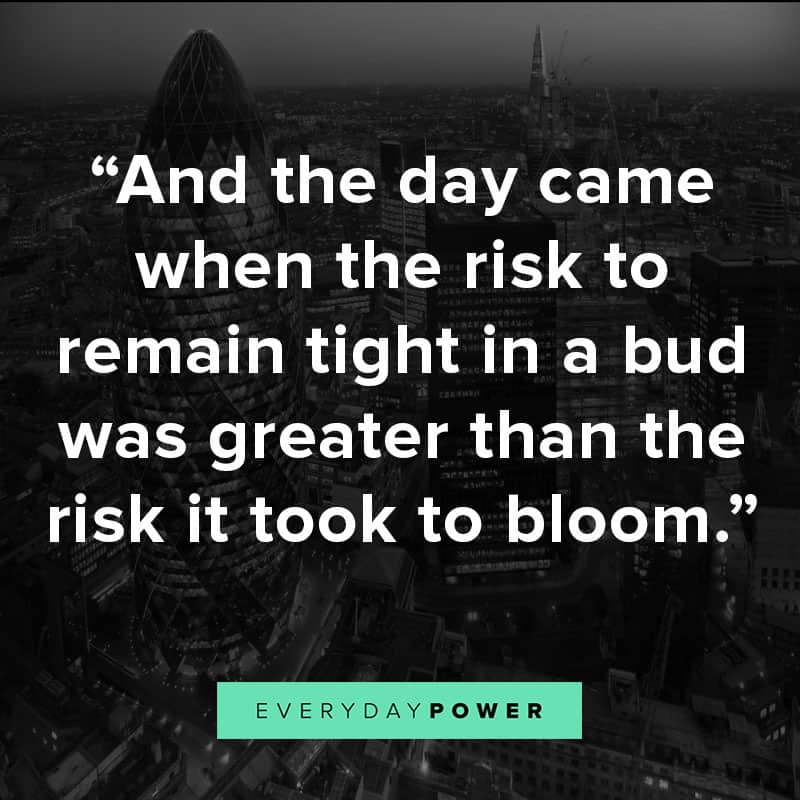 “And the day came
when the risk to
remain tight in a bud
was greater than the
risk it took to bloom.”
EVERYDAYPOWER